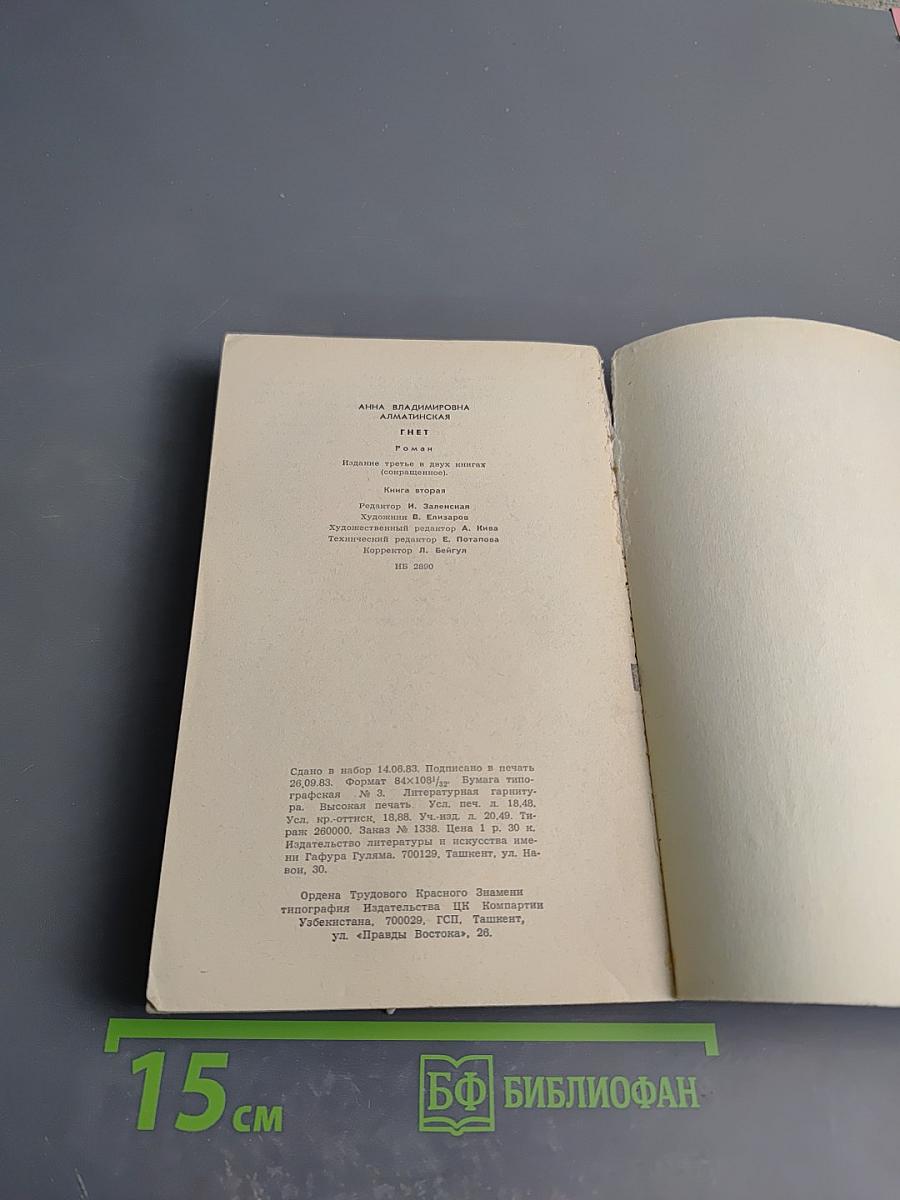 АННА ВЛАДИМИРОВНА
АЛМАТИНСКАЯ
ГНЕТ
Роман
Издание третье в двух книгах
(сокращенное).
Книга вторая
Редактор И. Заленская
Художник В. Елизаров
Художественный редактор А. Кива
Технический редактор Е. Потапова
Корректор Л. Бейгул
ИБ 2890
Сдано в набор 14.06.83. Подписано в печать
26.09.83. Формат 84×108¹/₃₂. Бумага типо-
графская № 3. Литературная гарниту-
ра. Высокая печать. Усл. печ. л. 18,48.
Усл. кр.-оттиск. 18,88. Уч.-изд. л. 20,49. Ти-
раж 260000. Заказ № 1338. Цена 1 р. 30 к.
Издательство литературы и искусства име-
ни Гафура Гуляма. 700129, Ташкент, ул. На-
вои, 30.
Ордена Трудового Красного Знамени
типография Издательства ЦК Компартии
Узбекистана, 700029, ГСП, Ташкент,
ул. «Правды Востока», 26.
15 см
БФ БИБЛИОФАН